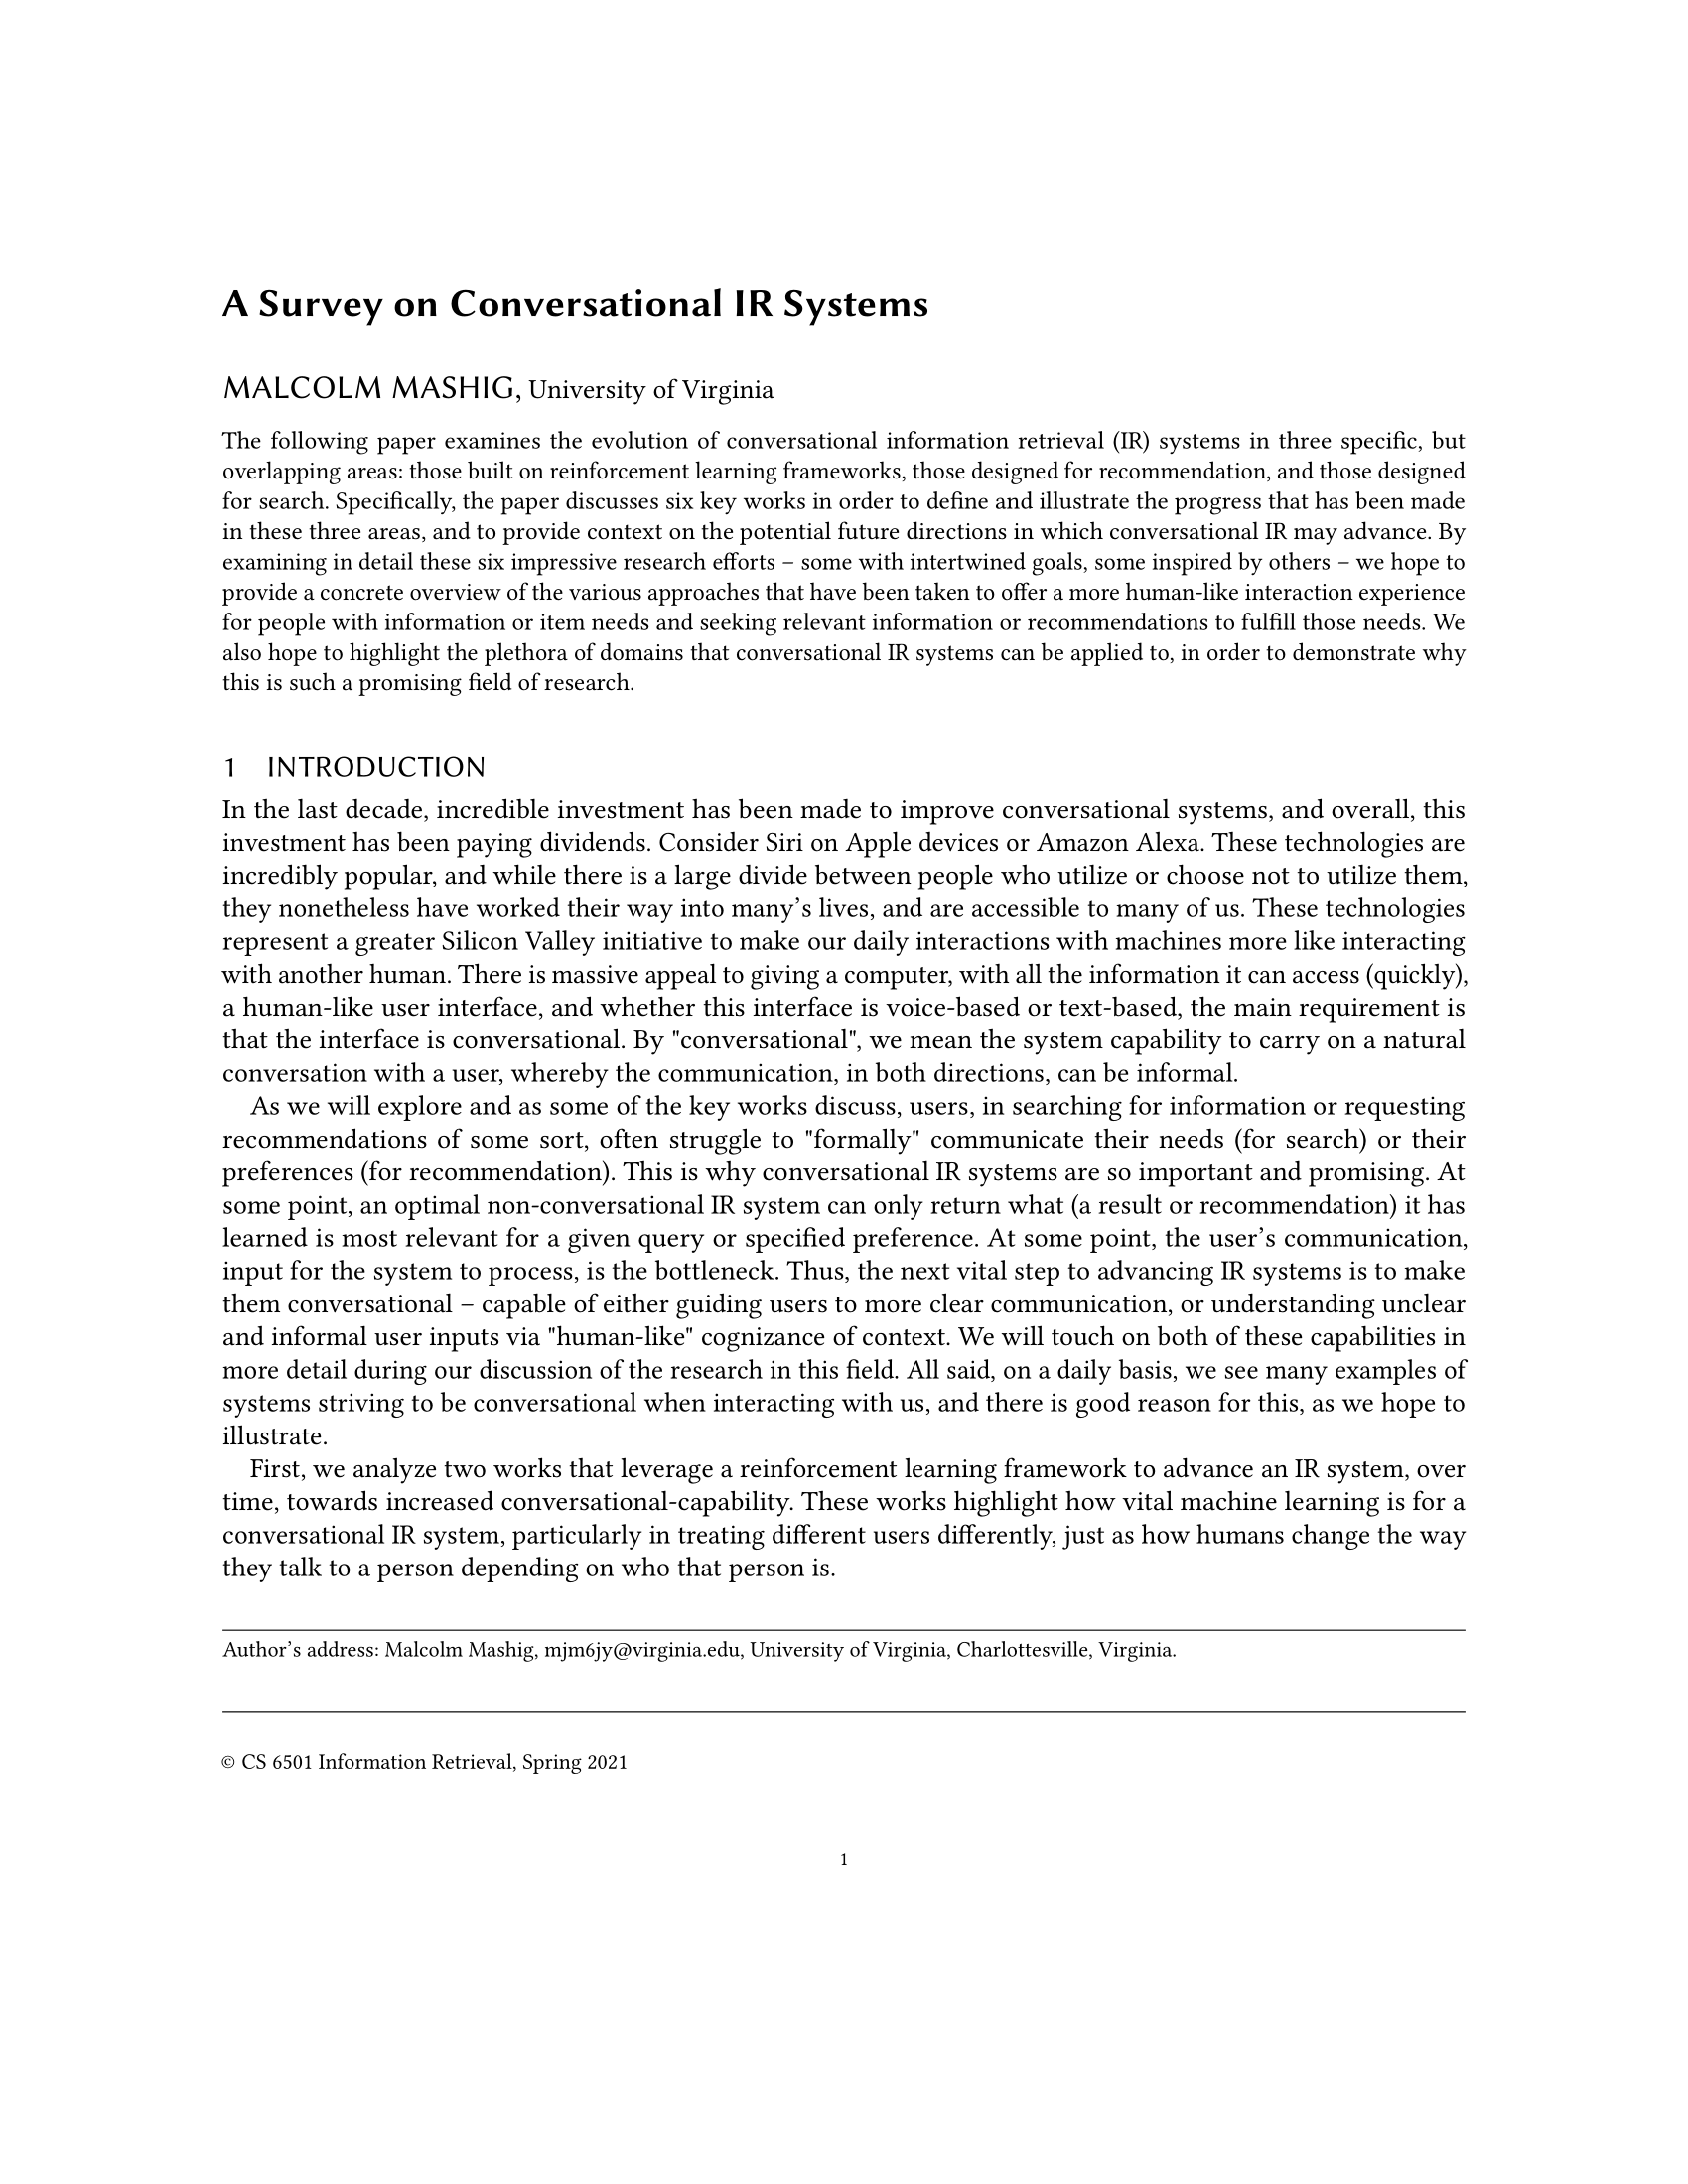 A Survey on Conversational IR Systems
MALCOLM MASHIG, University of Virginia
The following paper examines the evolution of conversational information retrieval (IR) systems in three specific, but
overlapping areas: those built on reinforcement learning frameworks, those designed for recommendation, and those designed
for search. Specifically, the paper discusses six key works in order to define and illustrate the progress that has been made
in these three areas, and to provide context on the potential future directions in which conversational IR may advance. By
examining in detail these six impressive research efforts – some with intertwined goals, some inspired by others – we hope to
provide a concrete overview of the various approaches that have been taken to offer a more human-like interaction experience
for people with information or item needs and seeking relevant information or recommendations to fulfill those needs. We
also hope to highlight the plethora of domains that conversational IR systems can be applied to, in order to demonstrate why
this is such a promising field of research.
1 INTRODUCTION
In the last decade, incredible investment has been made to improve conversational systems, and overall, this
investment has been paying dividends. Consider Siri on Apple devices or Amazon Alexa. These technologies are
incredibly popular, and while there is a large divide between people who utilize or choose not to utilize them,
they nonetheless have worked their way into many's lives, and are accessible to many of us. These technologies
represent a greater Silicon Valley initiative to make our daily interactions with machines more like interacting
with another human. There is massive appeal to giving a computer, with all the information it can access (quickly),
a human-like user interface, and whether this interface is voice-based or text-based, the main requirement is
that the interface is conversational. By "conversational", we mean the system capability to carry on a natural
conversation with a user, whereby the communication, in both directions, can be informal.
As we will explore and as some of the key works discuss, users, in searching for information or requesting
recommendations of some sort, often struggle to "formally" communicate their needs (for search) or their
preferences (for recommendation). This is why conversational IR systems are so important and promising. At
some point, an optimal non-conversational IR system can only return what (a result or recommendation) it has
learned is most relevant for a given query or specified preference. At some point, the user's communication,
input for the system to process, is the bottleneck. Thus, the next vital step to advancing IR systems is to make
them conversational – capable of either guiding users to more clear communication, or understanding unclear
and informal user inputs via "human-like" cognizance of context. We will touch on both of these capabilities in
more detail during our discussion of the research in this field. All said, on a daily basis, we see many examples of
systems striving to be conversational when interacting with us, and there is good reason for this, as we hope to
illustrate.
First, we analyze two works that leverage a reinforcement learning framework to advance an IR system, over
time, towards increased conversational-capability. These works highlight how vital machine learning is for a
conversational IR system, particularly in treating different users differently, just as how humans change the way
they talk to a person depending on who that person is.
Author's address: Malcolm Mashig, mjm6jy@virginia.edu, University of Virginia, Charlottesville, Virginia.
© CS 6501 Information Retrieval, Spring 2021
1